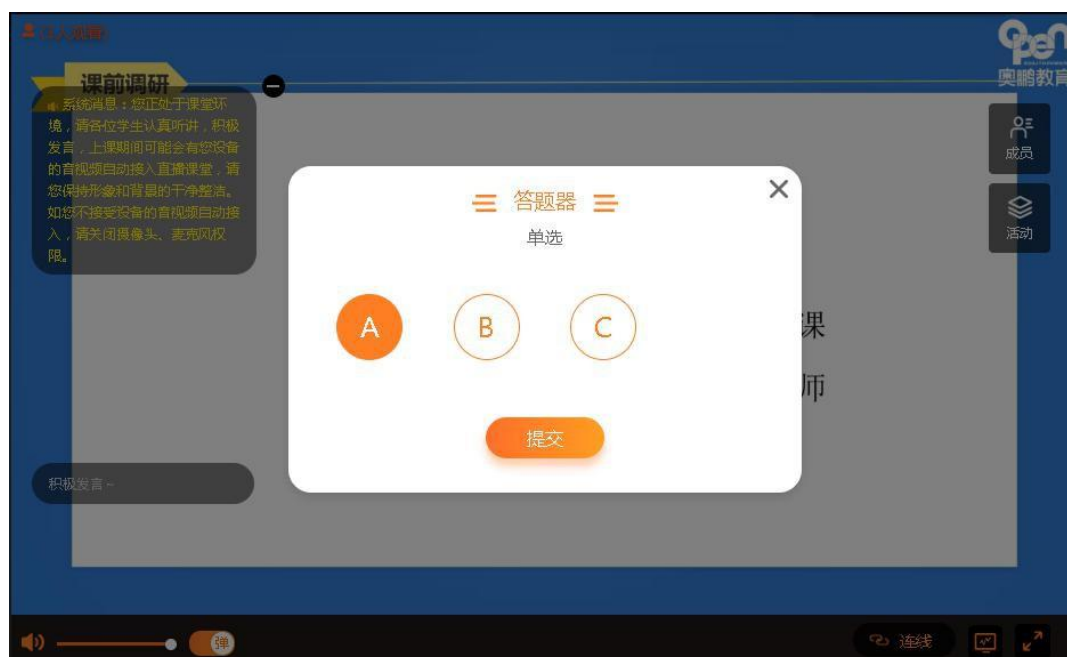 Open
奥鹏教育
课前调研
系统消息：您正处于课堂环
境，请各位学生认真听讲，积极
发言，上课期间可能会有您设备
的音视频自动接入直播课堂，请
您保持形象和背景的干净整洁。
如您不接受设备的音视频自动接
入，请关闭摄像头、麦克风权
限。
成员
活动
答题器
单选
A
B
C
提交
课
师
积极发言~
弹
连线